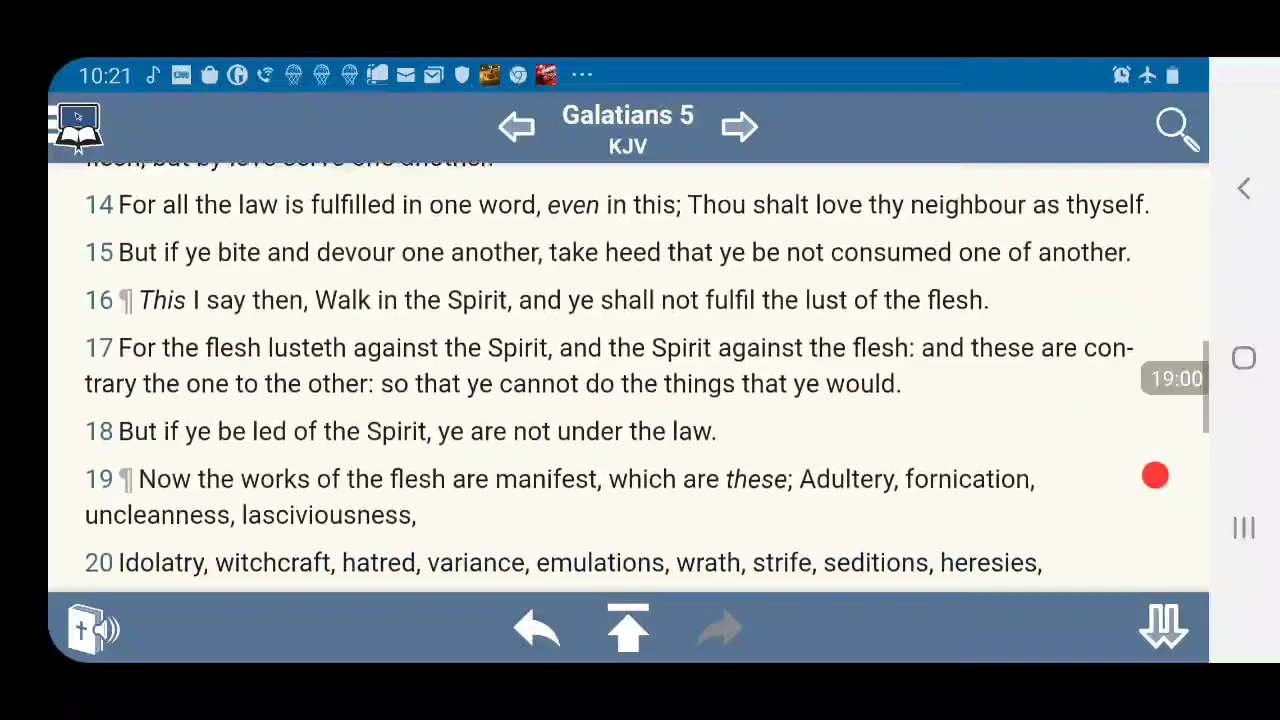 10:21
Galatians 5
KJV
flesh, but by love serve one another.
14 For all the law is fulfilled in one word, even in this; Thou shalt love thy neighbour as thyself.
15 But if ye bite and devour one another, take heed that ye be not consumed one of another.
16 ¶ This I say then, Walk in the Spirit, and ye shall not fulfil the lust of the flesh.
17 For the flesh lusteth against the Spirit, and the Spirit against the flesh: and these are con-
trary the one to the other: so that ye cannot do the things that ye would.
19:00
18 But if ye be led of the Spirit, ye are not under the law.
19 ¶ Now the works of the flesh are manifest, which are these; Adultery, fornication,
uncleanness, lasciviousness,
20 Idolatry, witchcraft, hatred, variance, emulations, wrath, strife, seditions, heresies,